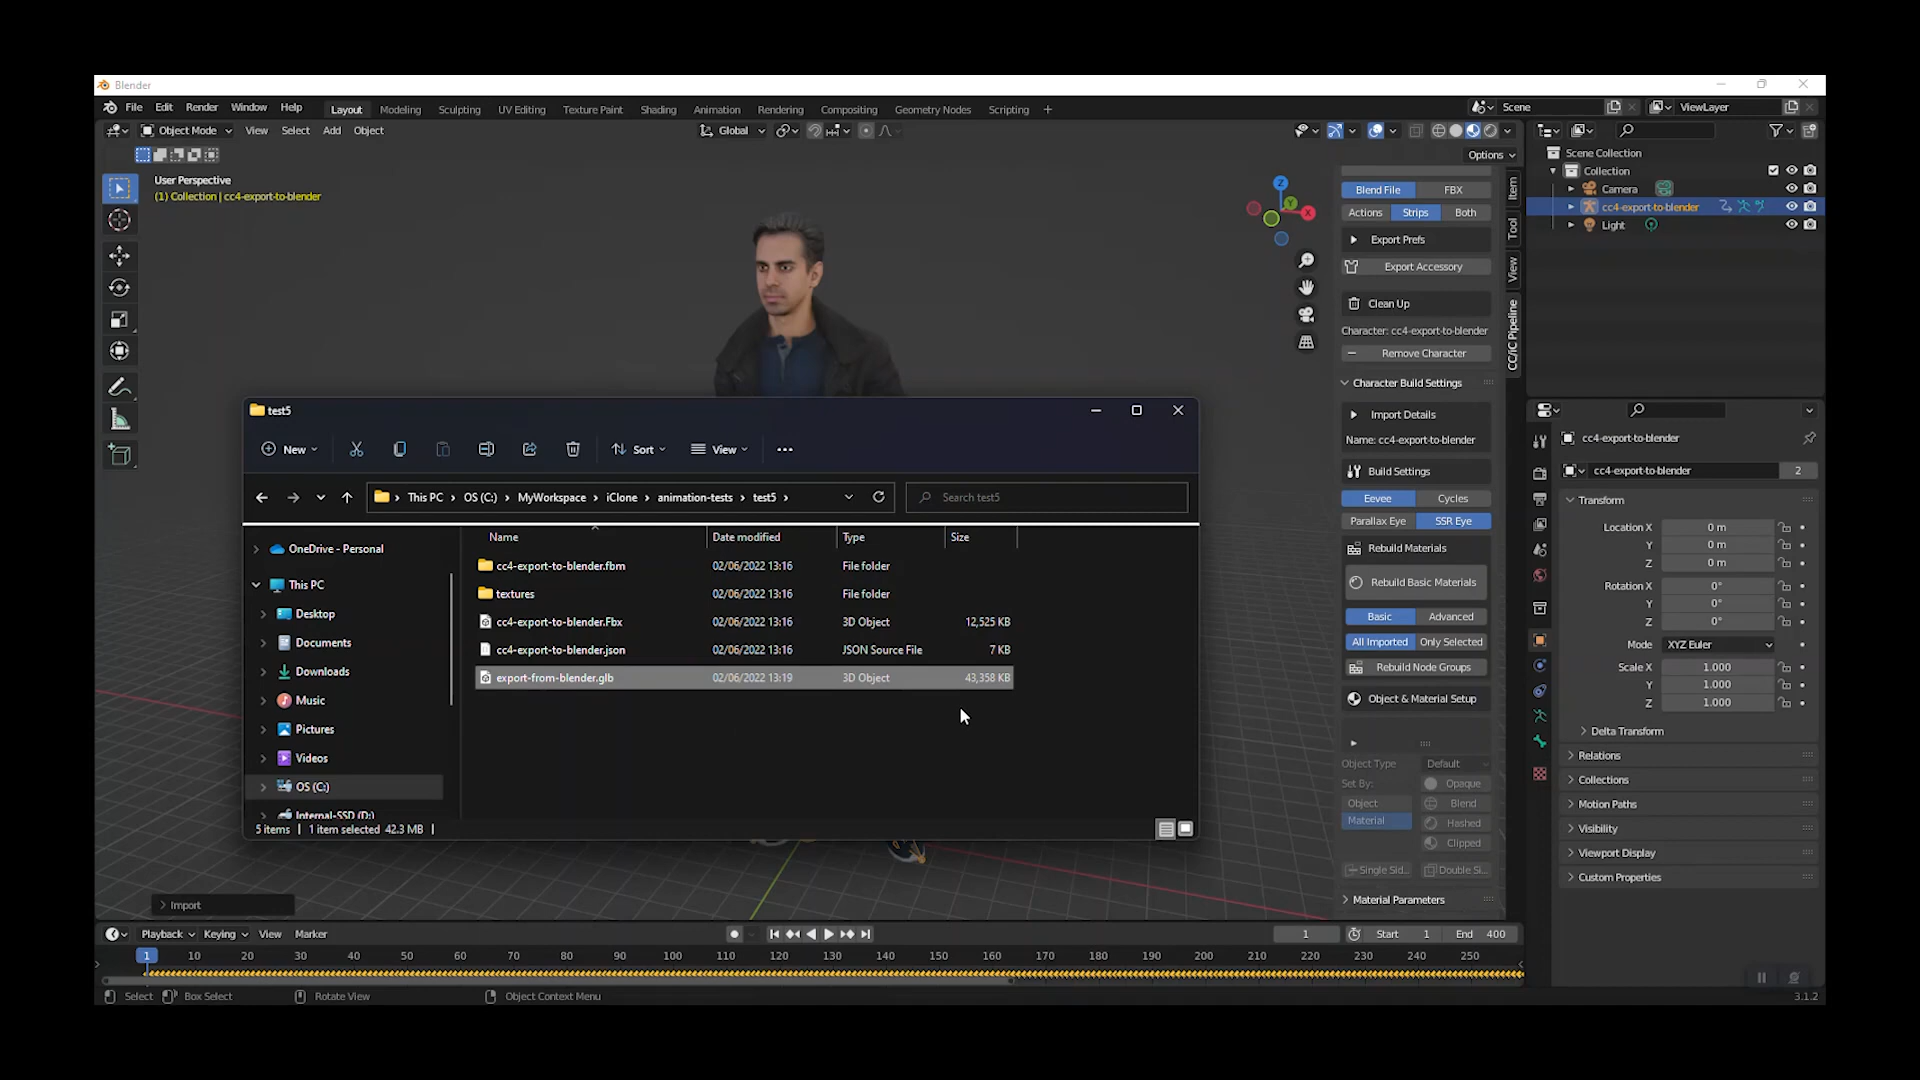 Blender
File Edit Render Window Help Layout Modeling Sculpting UV Editing Texture Paint Shading Animation Rendering Compositing Geometry Nodes Scripting + Scene ViewLayer
Object Mode View Select Add Object Global
Options
User Perspective
(1) Collection | cc4-export-to-blender
Z
Y
X
Blend File FBX
Actions Strips Both
Export Prefs
Export Accessory
Clean Up
Character: cc4-export-to-blender
Remove Character
Character Build Settings
Import Details
Name: cc4-export-to-blender
Build Settings
Eevee Cycles
Parallax Eye SSR Eye
Rebuild Materials
Rebuild Basic Materials
Basic Advanced
All Imported Only Selected
Rebuild Node Groups
Object & Material Setup
Object Type Default
Set By: Opaque
Object Blend
Material Hashed
Clipped
Single Sid... Double Si...
Material Parameters
Item
Tool
View
CC/iC Pipeline
Scene Collection
Collection
Camera
cc4-export-to-blender
Light
cc4-export-to-blender
cc4-export-to-blender 2
Transform
Location X 0 m
Y 0 m
Z 0 m
Rotation X 0°
Y 0°
Z 0°
Mode XYZ Euler
Scale X 1.000
Y 1.000
Z 1.000
Delta Transform
Relations
Collections
Motion Paths
Visibility
Viewport Display
Custom Properties
test5
New Sort View
This PC OS (C:) MyWorkspace iClone animation-tests test5
Search test5
OneDrive - Personal
This PC
Desktop
Documents
Downloads
Music
Pictures
Videos
OS (C:)
Internal-SSD (D:)
Name Date modified Type Size
cc4-export-to-blender.fbm 02/06/2022 13:16 File folder
textures 02/06/2022 13:16 File folder
cc4-export-to-blender.Fbx 02/06/2022 13:16 3D Object 12,525 KB
cc4-export-to-blender.json 02/06/2022 13:16 JSON Source File 7 KB
export-from-blender.glb 02/06/2022 13:19 3D Object 43,358 KB
5 items | 1 item selected 42.3 MB |
Import
Playback Keying View Marker 1 Start 1 End 400
1 10 20 30 40 50 60 70 80 90 100 110 120 130 140 150 160 170 180 190 200 210 220 230 240 250
Select Box Select Rotate View Object Context Menu 3.1.2